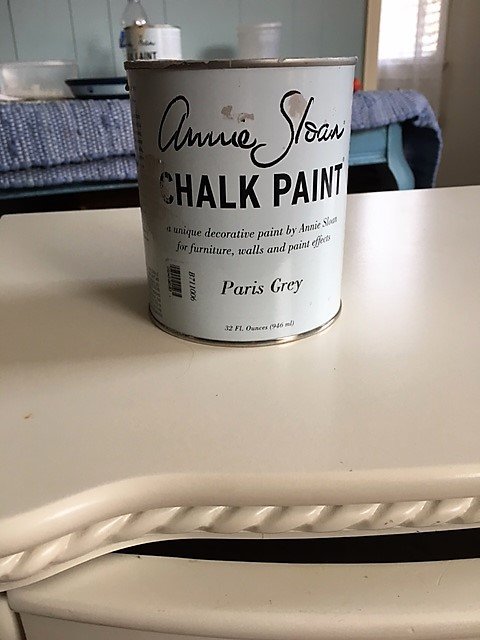 Annie Sloan
CHALK PAINT
a unique decorative paint by Annie Sloan
for furniture, walls and paint effects
Paris Grey
B711006
32 Fl. Ounces (946 ml)